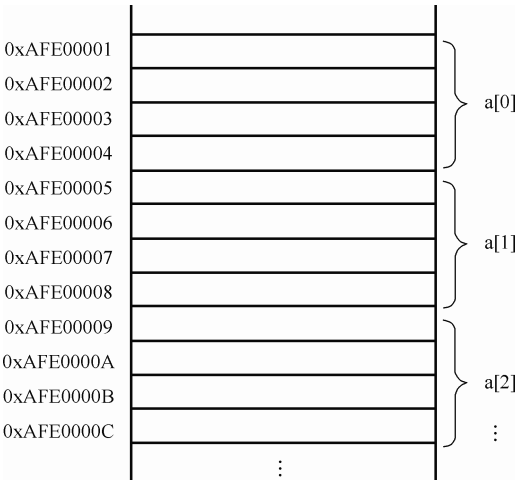 0xAFE00001
0xAFE00002
a[0]
0xAFE00003
0xAFE00004
0xAFE00005
0xAFE00006
a[1]
0xAFE00007
0xAFE00008
0xAFE00009
0xAFE0000A
a[2]
0xAFE0000B
0xAFE0000C
⋮
⋮